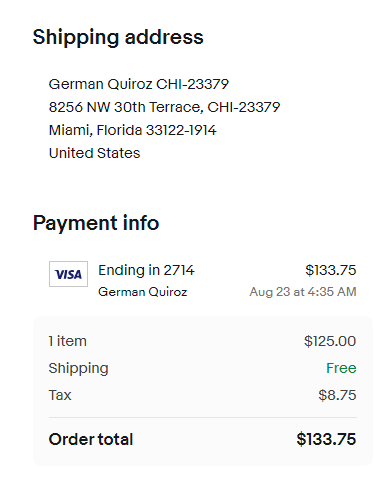 Shipping address
German Quiroz CHI-23379
8256 NW 30th Terrace, CHI-23379
Miami, Florida 33122-1914
United States
Payment info
VISA Ending in 2714 $133.75
German Quiroz Aug 23 at 4:35 AM
1 item $125.00
Shipping Free
Tax $8.75
Order total $133.75